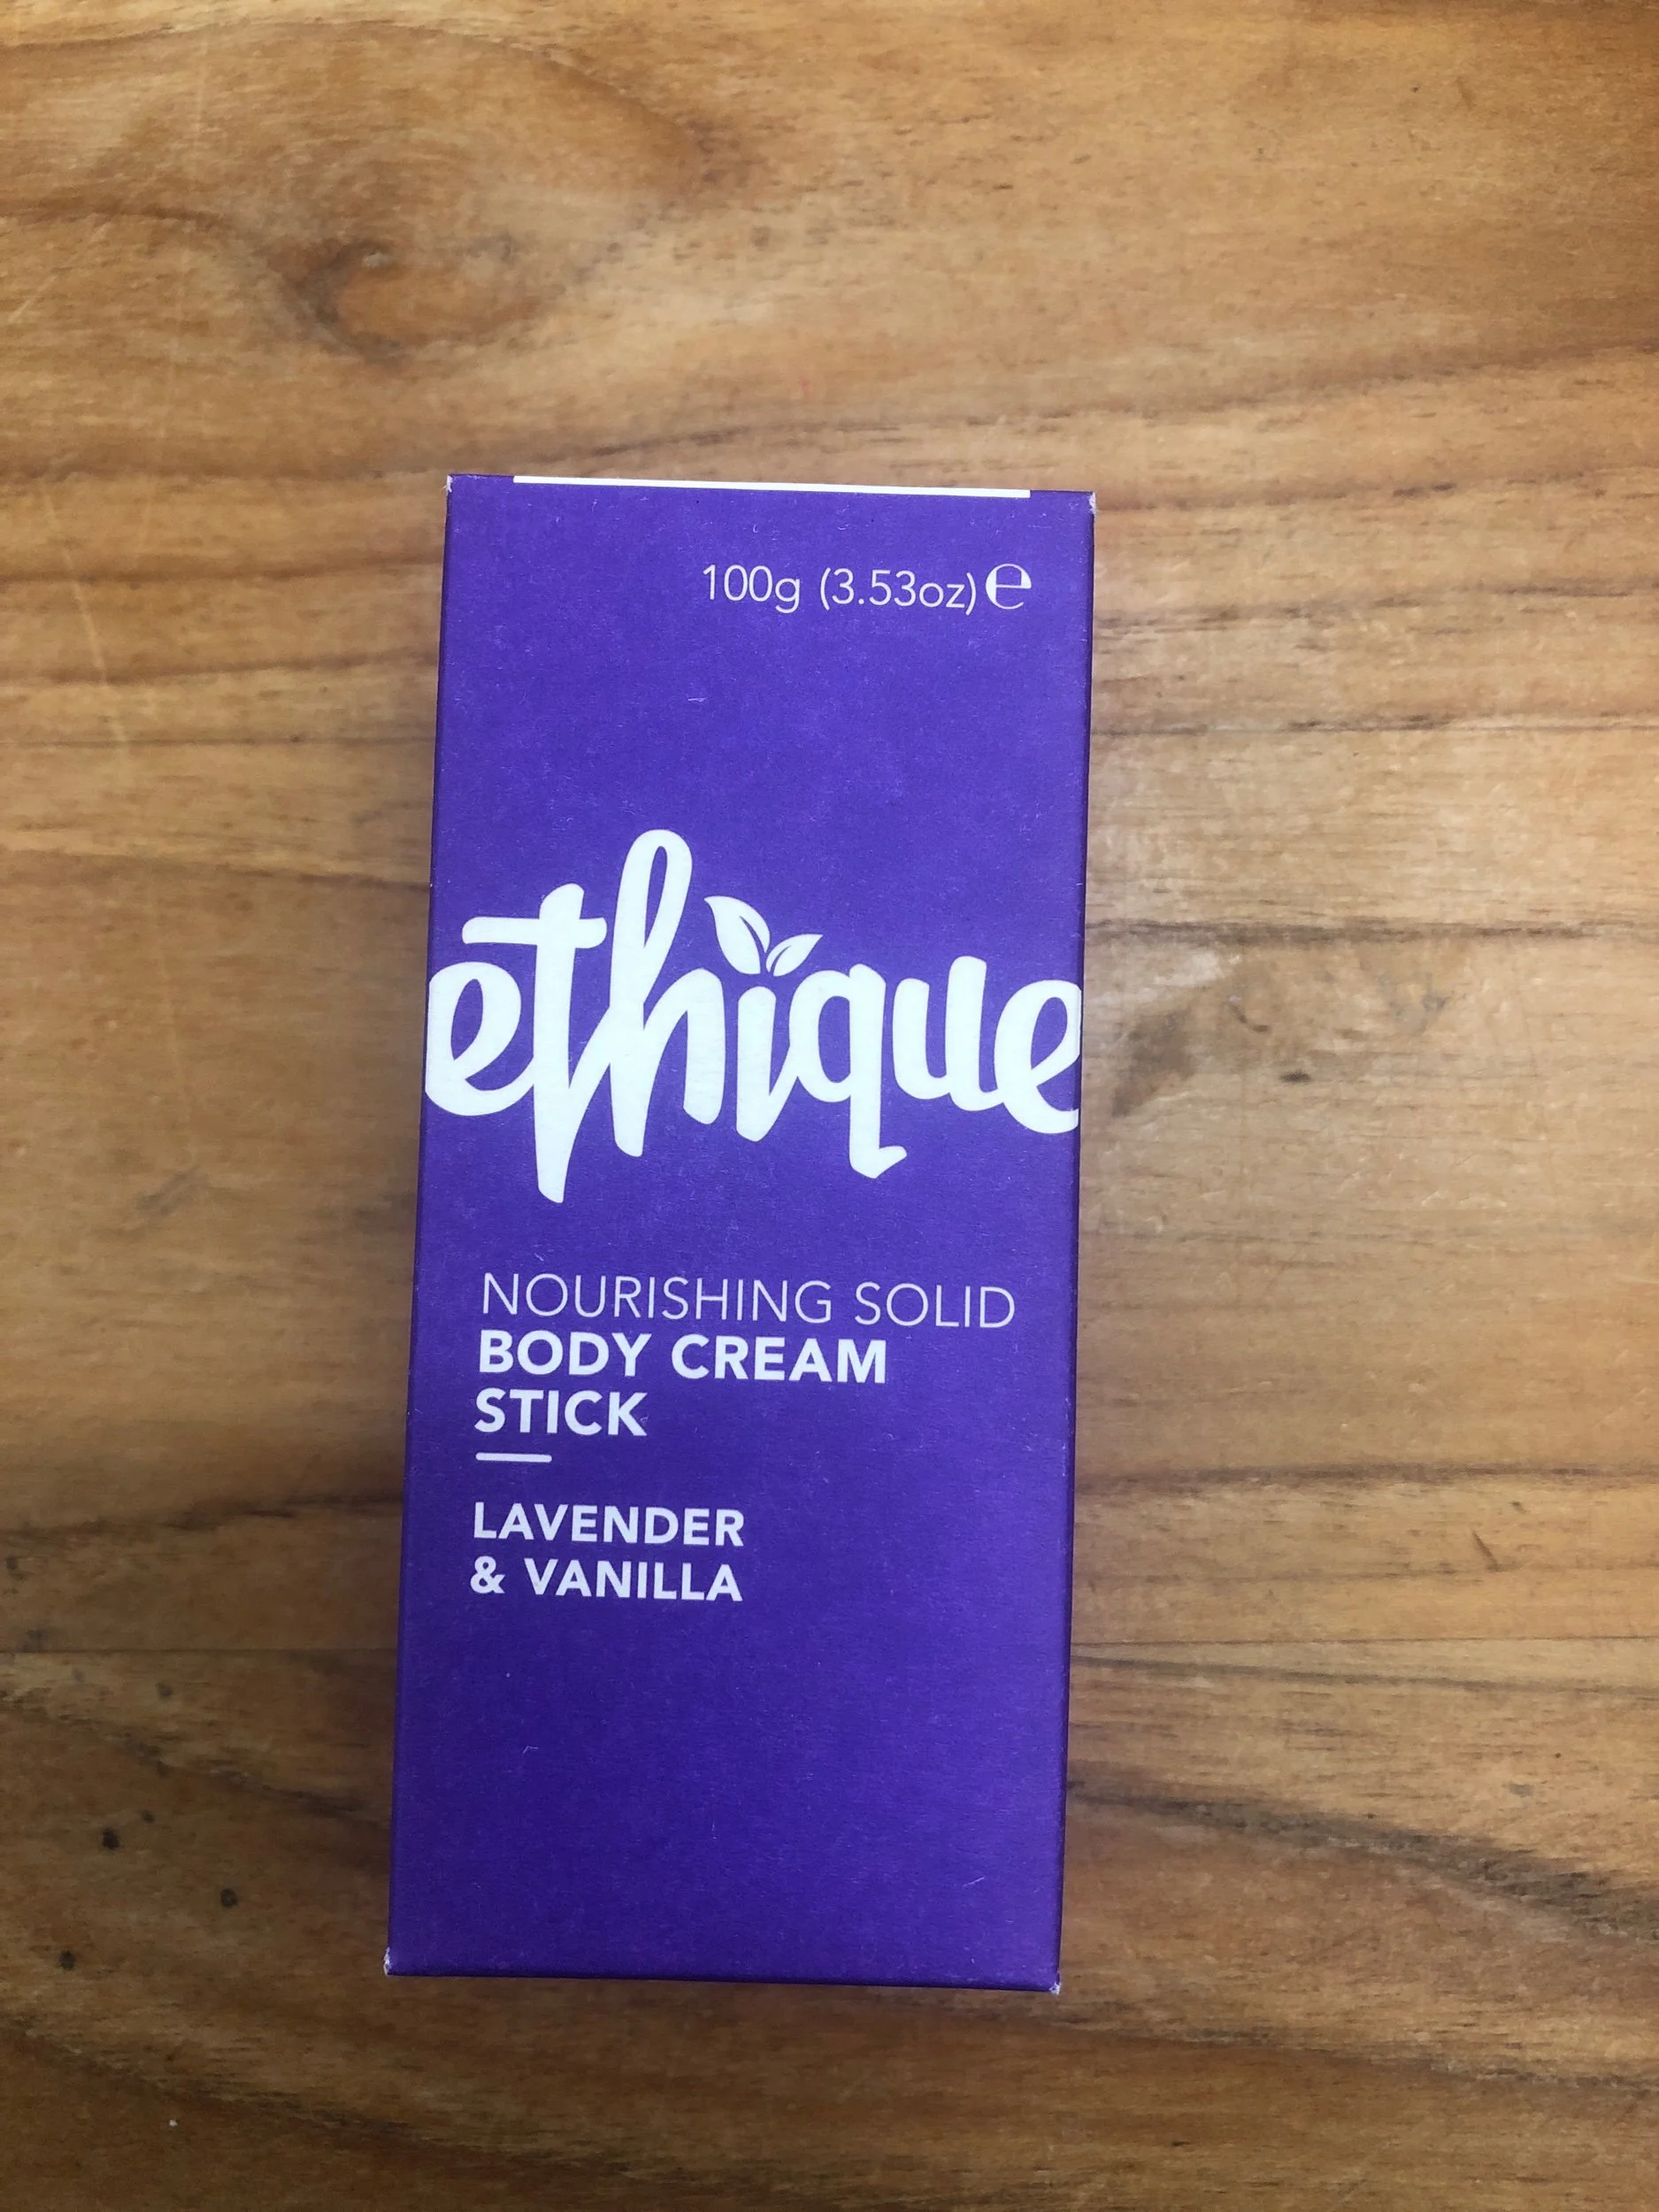 100g (3.53oz) ℮
ethique
NOURISHING SOLID
BODY CREAM
STICK
LAVENDER
& VANILLA